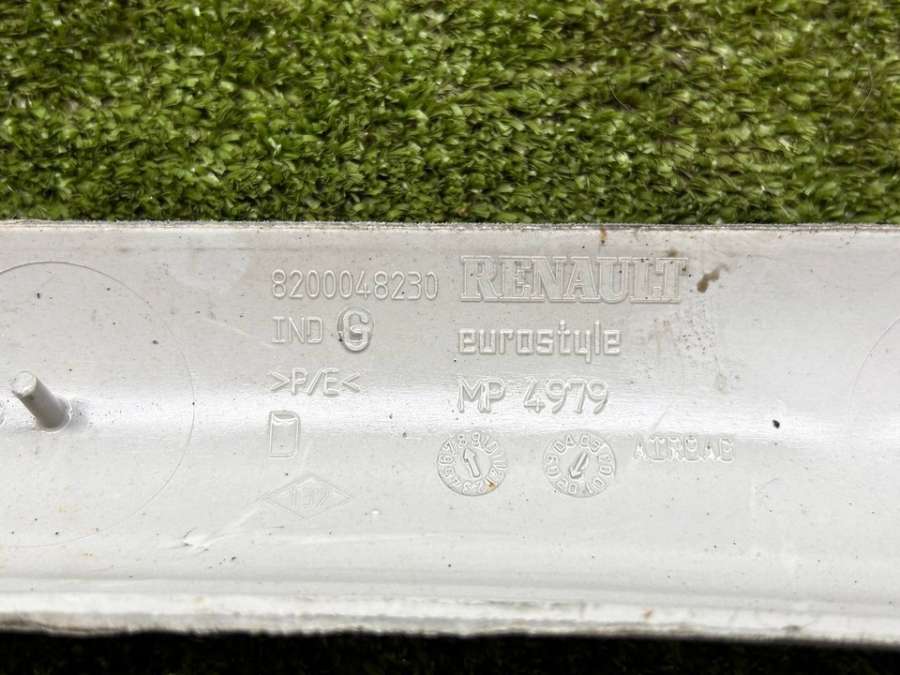 8200048230 RENAULT
IND G eurostyle
>P/E< MP 4979
AIRBAG